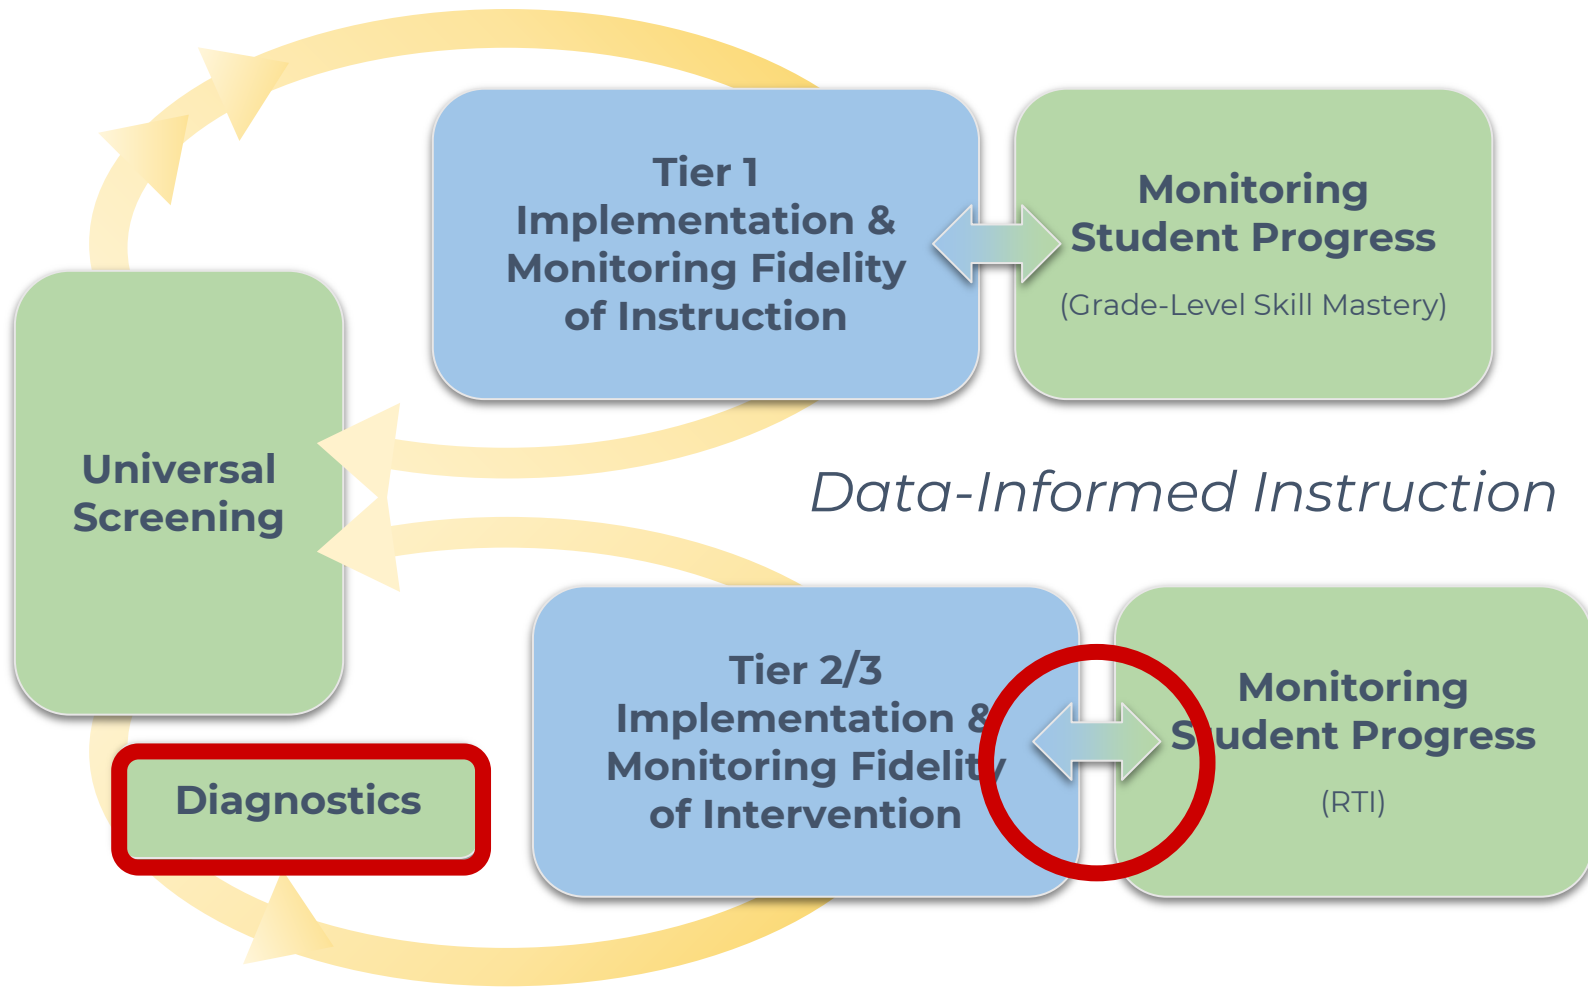 Tier 1
Implementation &
Monitoring Fidelity
of Instruction
Monitoring
Student Progress
(Grade-Level Skill Mastery)
Universal
Screening
Data-Informed Instruction
Tier 2/3
Implementation &
Monitoring Fidelity
of Intervention
Monitoring
Student Progress
(RTI)
Diagnostics